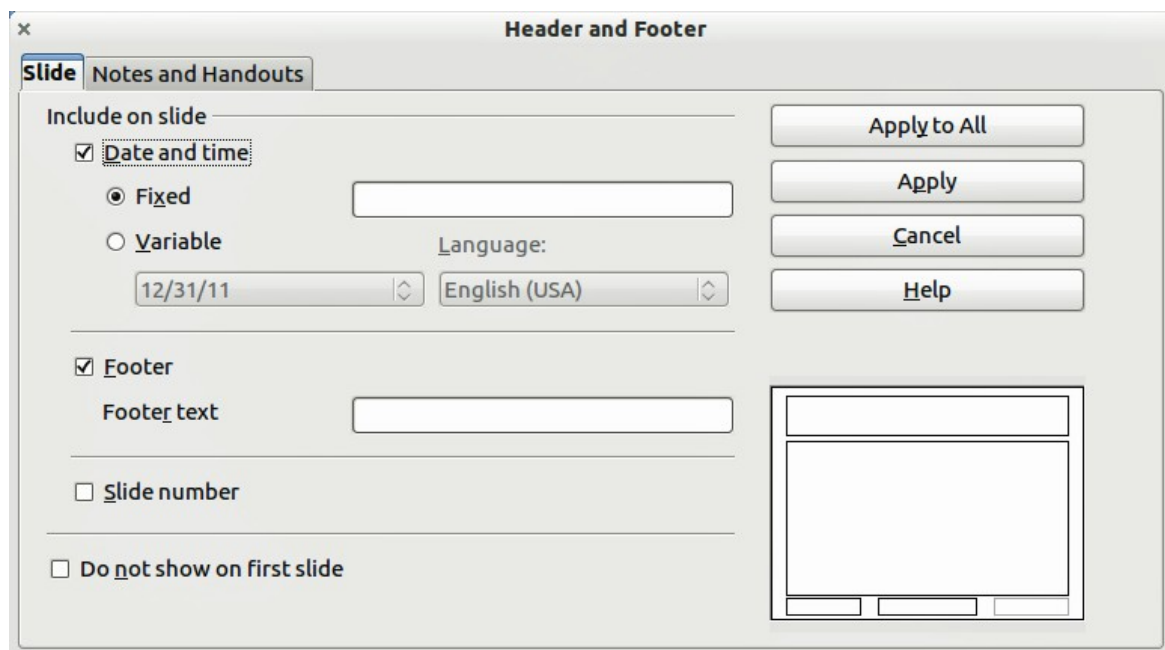 Header and Footer
Slide Notes and Handouts
Include on slide
Date and time
Fixed
Variable Language:
12/31/11 English (USA)
Footer
Footer text
Slide number
Do not show on first slide
Apply to All
Apply
Cancel
Help